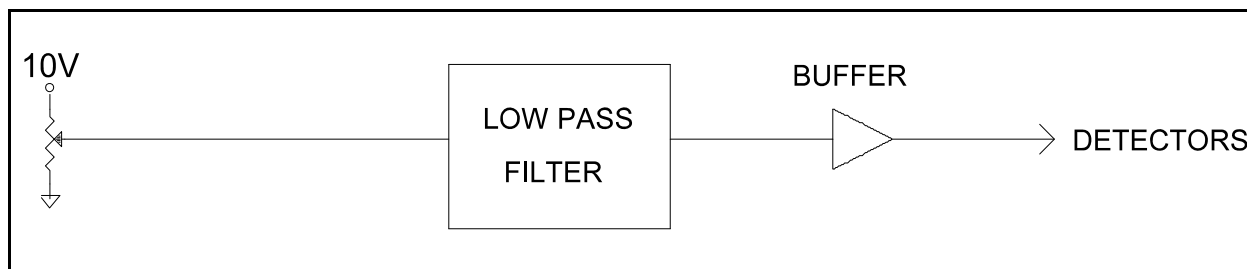 10V
LOW PASS
FILTER
BUFFER
DETECTORS